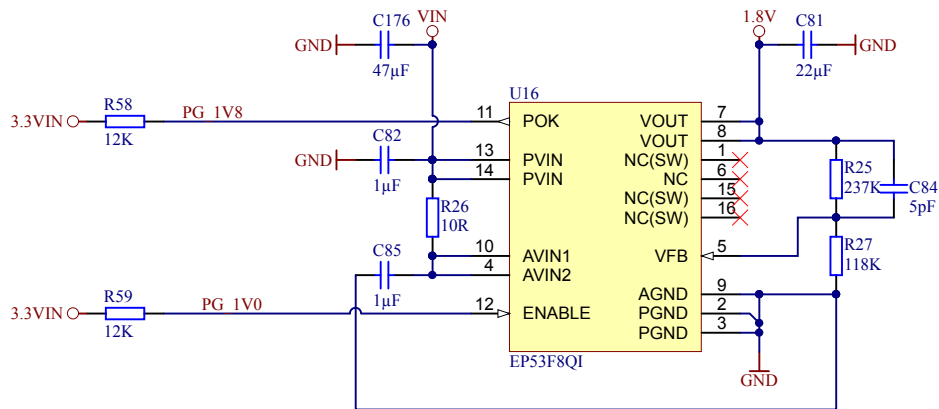 C176
VIN
GND
47µF
1.8V
C81
GND
22µF
U16
R58
PG_1V8
3.3VIN
12K
11
POK
VOUT
7
VOUT
8
C82
GND
1µF
13
PVIN
14
PVIN
NC(SW)
1
NC
6
NC(SW)
15
NC(SW)
16
R25
237K
C84
5pF
R26
10R
C85
1µF
10
AVIN1
4
AVIN2
VFB
5
R27
118K
R59
PG_1V0
3.3VIN
12K
12
ENABLE
AGND
9
PGND
2
PGND
3
EP53F8QI
GND